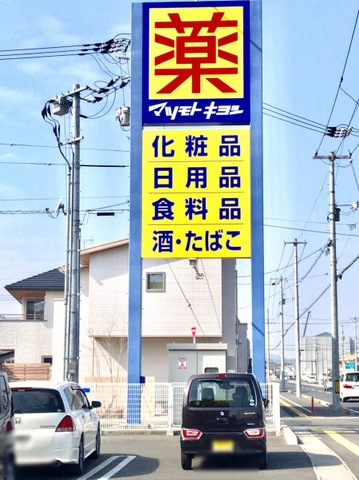 薬
マツモトキヨシ
化粧品
日用品
食料品
酒・たばこ